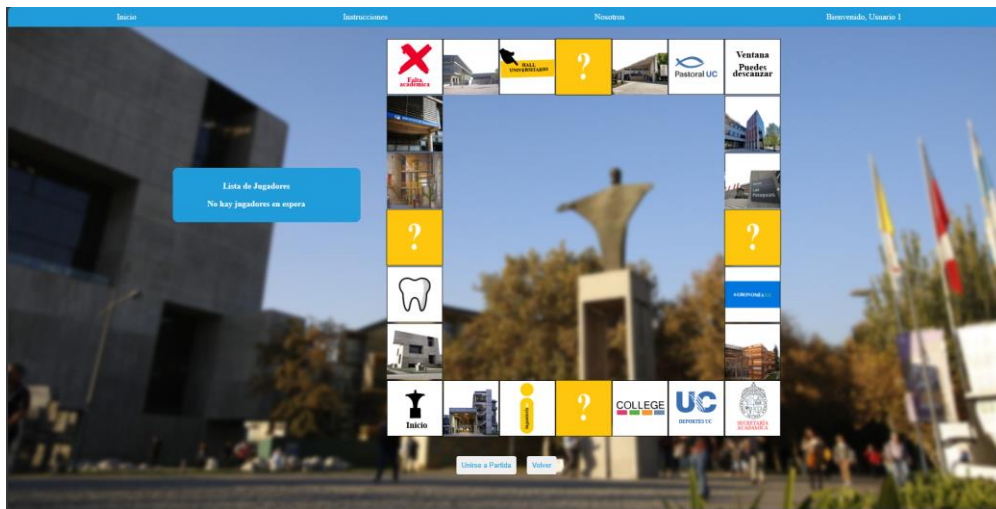 Inicio
Instrucciones
Nosotros
Bienvenido, Usuario 1
Falta
académica
HALL
UNIVERSITARIO
?
Pastoral UC
Ventana
Puedes
descanzar
Lista de Jugadores
No hay jugadores en espera
?
?
Inicio
Ingeniería
?
COLLEGE
UC
DEPORTES UC
SECRETARÍA
ACADÉMICA
Unirse a Partida
Volver